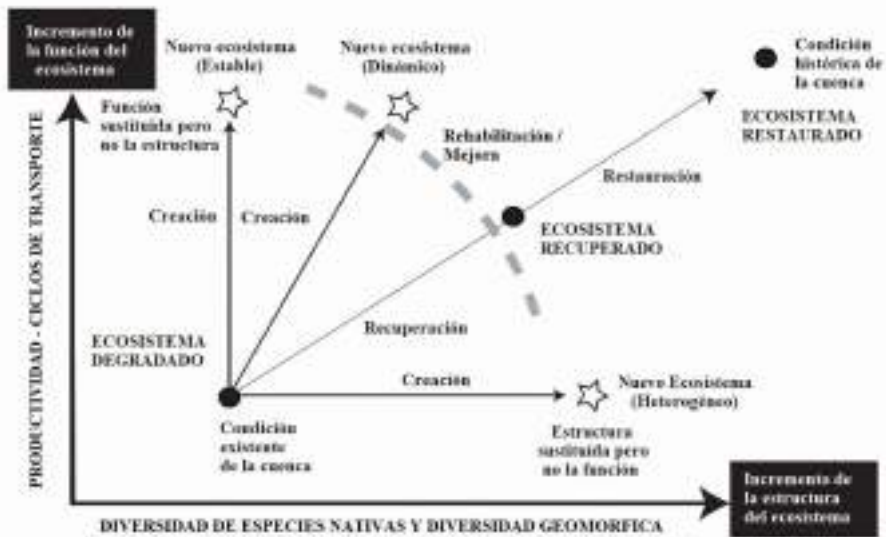 Incremento de
la función del
ecosistema
Nuevo ecosistema
(Estable)
Nuevo ecosistema
(Dinámico)
Condición
histórica de
la cuenca
Función
sustituida pero
no la estructura
Rehabilitación /
Mejora
ECOSISTEMA
RESTAURADO
Restauración
Creación
Creación
ECOSISTEMA
RECUPERADO
PRODUCTIVIDAD - CICLOS DE TRANSPORTE
ECOSISTEMA
DEGRADADO
Recuperación
Creación
Nuevo Ecosistema
(Heterogéneo)
Condición
existente
de la cuenca
Estructura
sustituida pero
no la función
Incremento de
la estructura
del ecosistema
DIVERSIDAD DE ESPECIES NATIVAS Y DIVERSIDAD GEOMORFICA